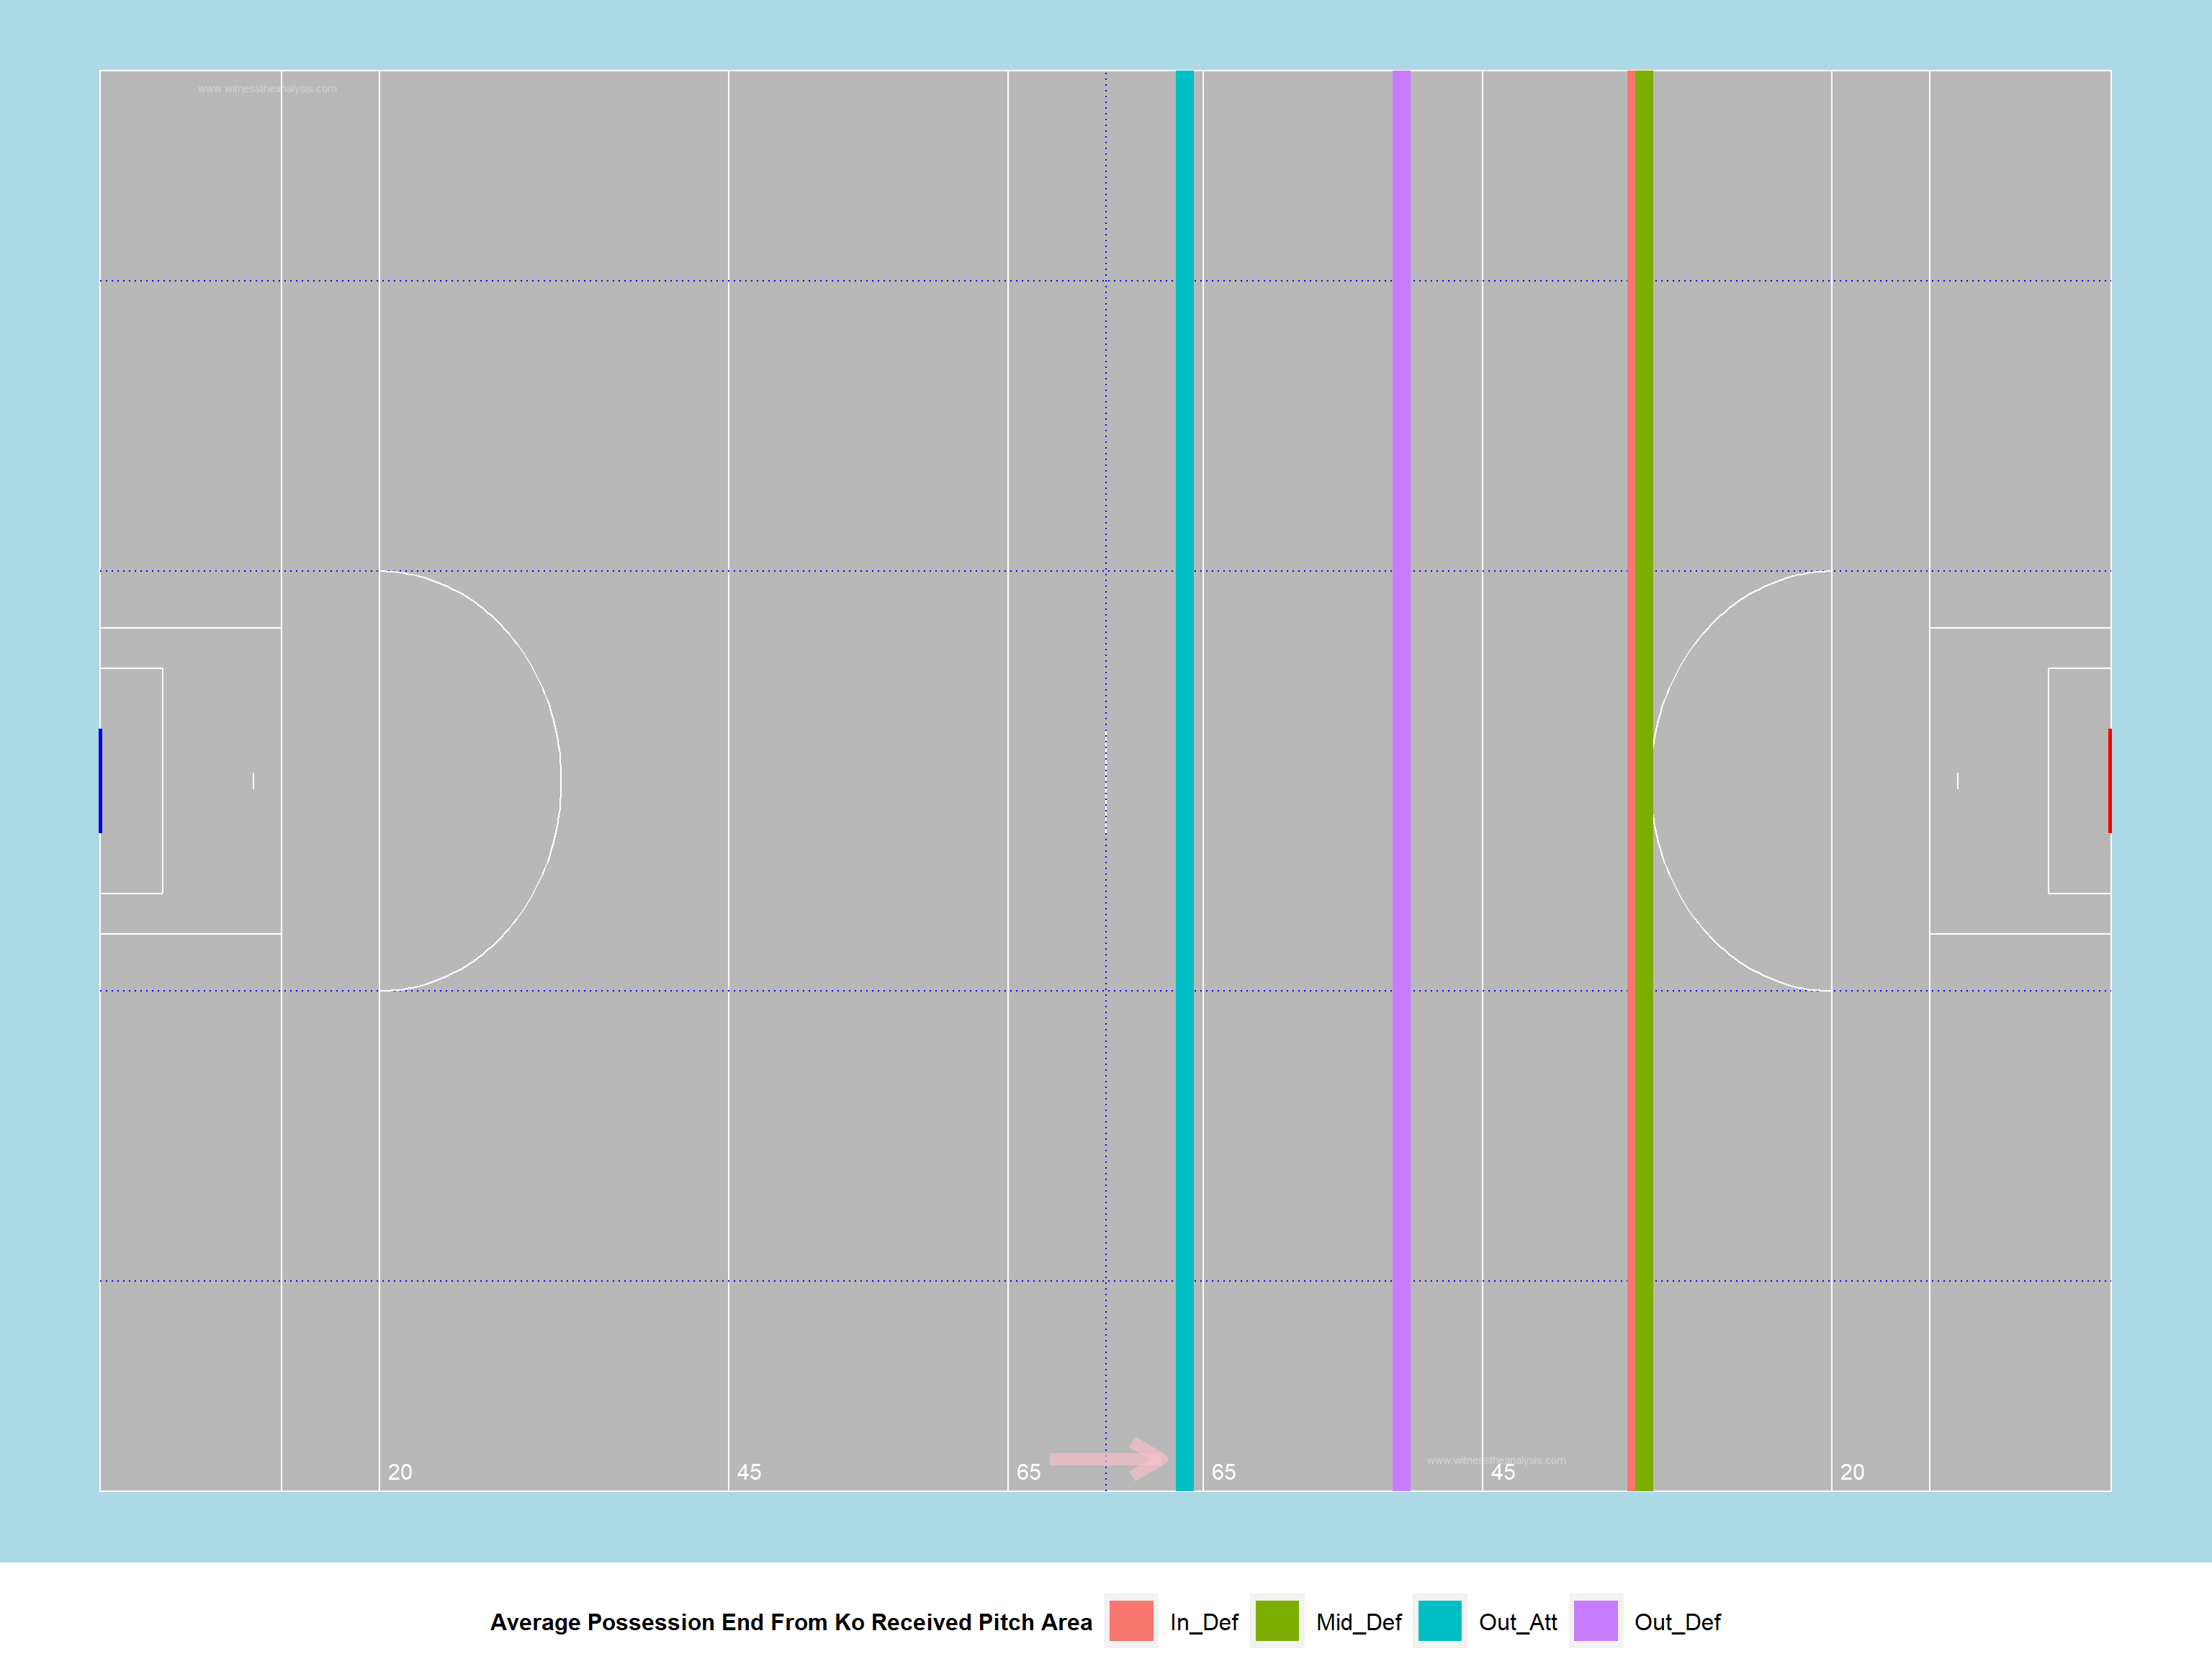 www.witnesstheanalysis.com
www.witnesstheanalysis.com
20 45 65 65 45 20
Average Possession End From Ko Received Pitch Area In_Def Mid_Def Out_Att Out_Def